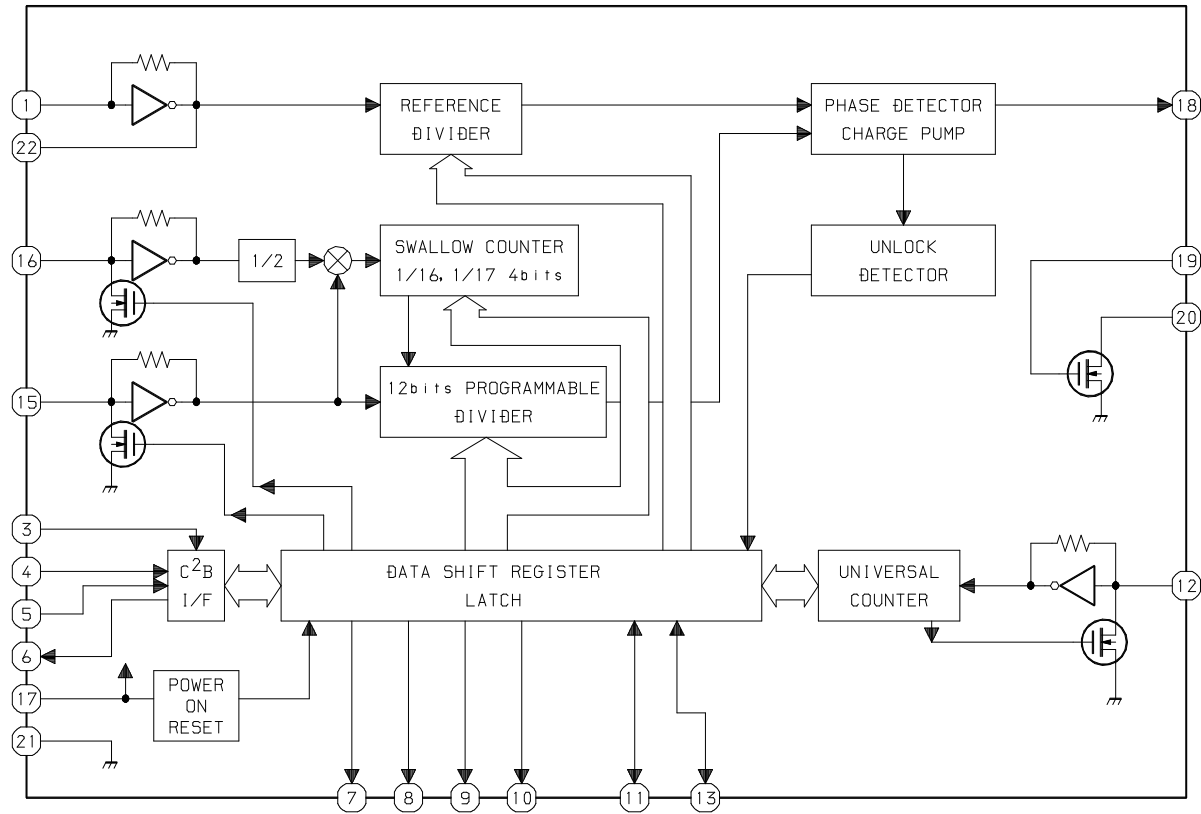 1
REFERENCE
DIVIDER
PHASE DETECTOR
CHARGE PUMP
18
22
16
1/2
SWALLOW COUNTER
1/16, 1/17 4bits
UNLOCK
DETECTOR
19
20
15
12bits PROGRAMMABLE
DIVIDER
3
4
5
6
C²B
I/F
DATA SHIFT REGISTER
LATCH
UNIVERSAL
COUNTER
12
17
POWER
ON
RESET
21
7
8
9
10
11
13